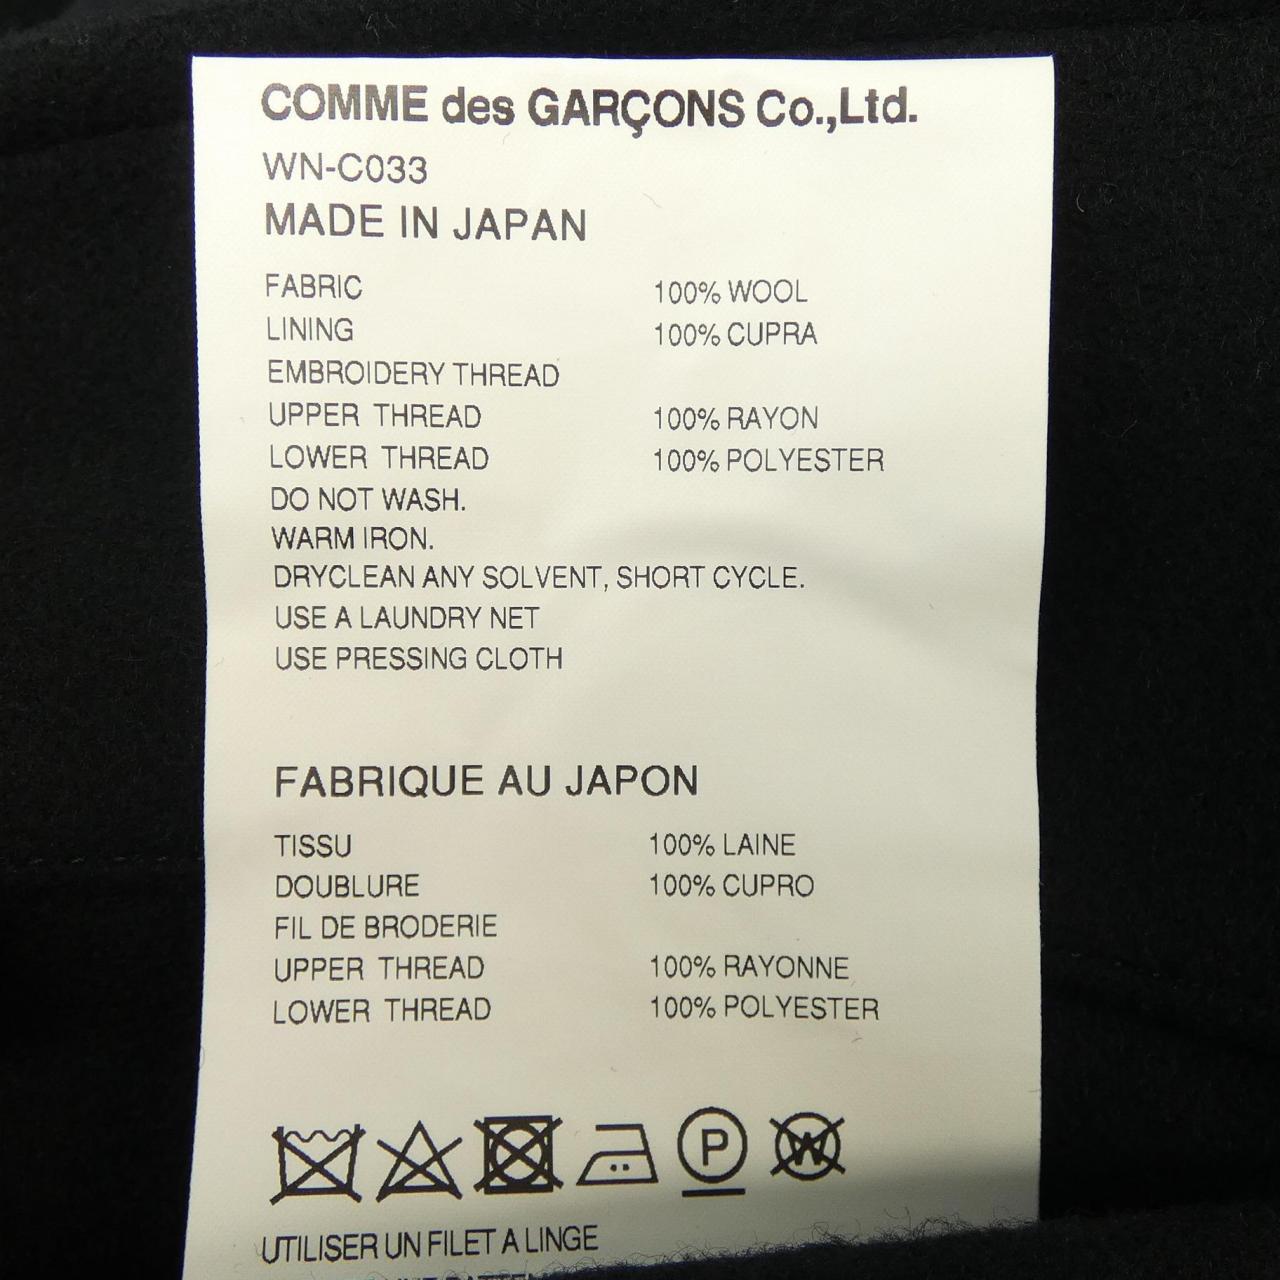 COMME des GARÇONS Co.,Ltd.
WN-C033
MADE IN JAPAN
FABRIC 100% WOOL
LINING 100% CUPRA
EMBROIDERY THREAD
UPPER THREAD 100% RAYON
LOWER THREAD 100% POLYESTER
DO NOT WASH.
WARM IRON.
DRYCLEAN ANY SOLVENT, SHORT CYCLE.
USE A LAUNDRY NET
USE PRESSING CLOTH
FABRIQUE AU JAPON
TISSU 100% LAINE
DOUBLURE 100% CUPRO
FIL DE BRODERIE
UPPER THREAD 100% RAYONNE
LOWER THREAD 100% POLYESTER
P W
UTILISER UN FILET A LINGE